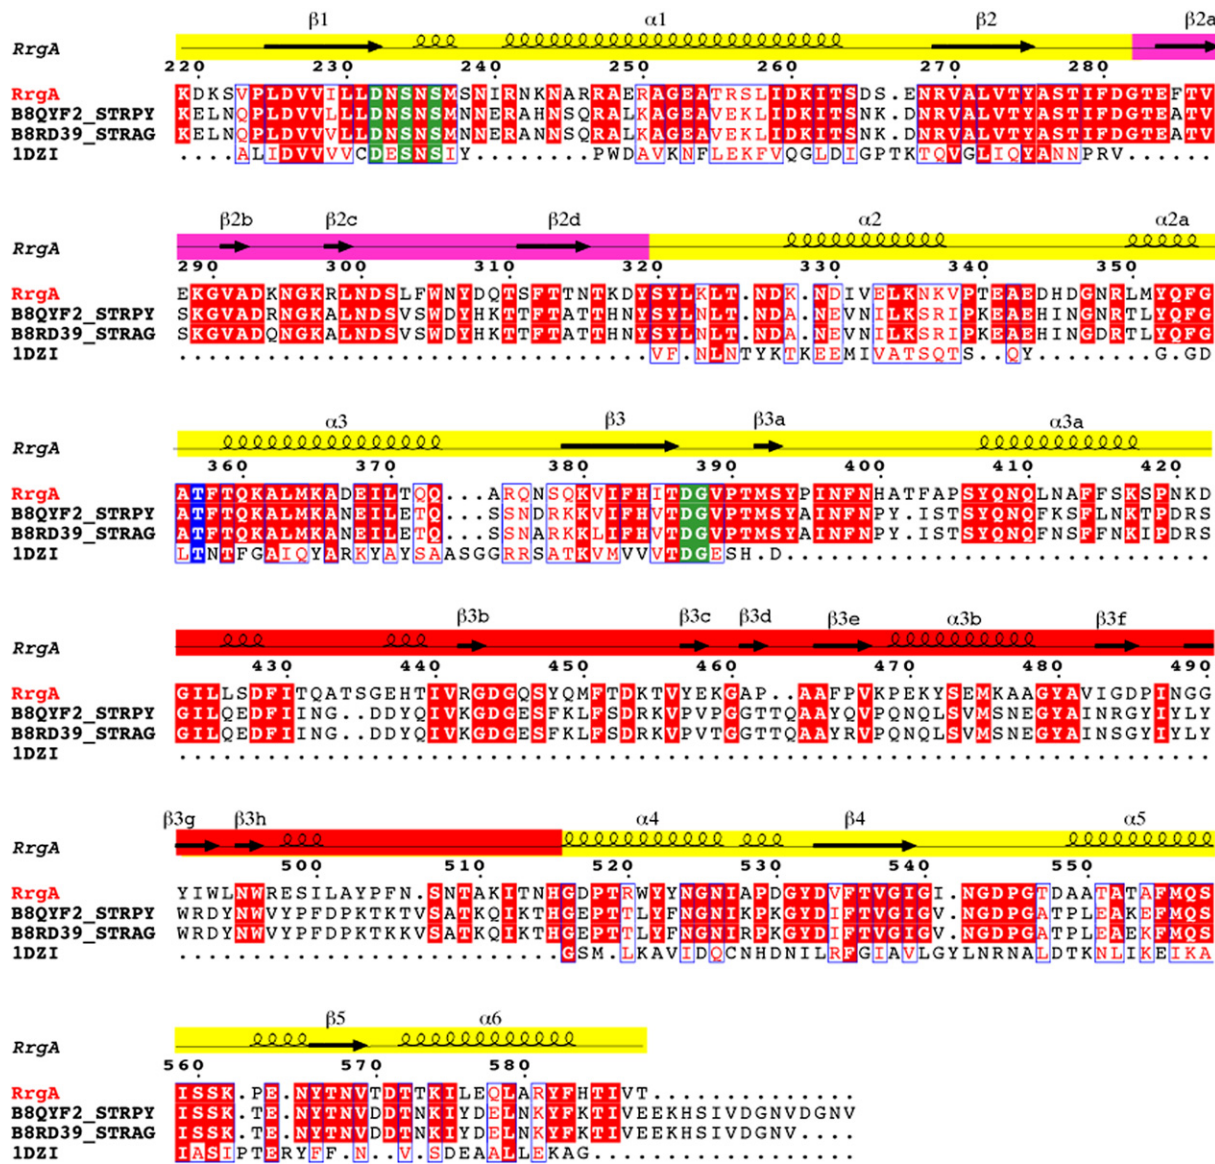 β1 α1 β2 β2a
RrgA
220 230 240 250 260 270 280
RrgA KDKSVPLDVVILLDNSNSMSNIRNKNARRAERAGEATRSLIDKITSDS.ENRVALVTYASTIFDGTEFTV
B8QYF2_STRPY KELNQPLDVVLLLDNSNSMNNERAHNSQRALKAGEAVEKLIDKITSNK.DNRVALVTYASTIFDGTEATV
B8RD39_STRAG KELNQPLDVVVLLDNSNSMNNERANNSQRALKAGEAVEKLIDKITSNK.DNRVALVTYASTIFDGTEATV
1DZI ....ALIDVVVVCDESNSIY........PWDAVKNFLEKFVQGLDIGPTKTQVGLIQYANNPRV......
β2b β2c β2d α2 α2a
RrgA
290 300 310 320 330 340 350
RrgA EKGVADKNGKRLNDSLFWNYDQTSFTTNTKDYSYLKLT.NDK.NDIVELKNKVPTEAEDHDGNRLMYQFG
B8QYF2_STRPY SKGVADRNGKALNDSVSWDYHKTTFTATTHNYSYLNLT.NDA.NEVNILKSRIPKEAEHINGNRTLYQFG
B8RD39_STRAG SKGVADQNGKALNDSVSWDYHKTTFTATTHNYSYLNLT.NDA.NEVNILKSRIPKEAEHINGDRTLYQFG
1DZI ................................VF.NLNTYKTKEEMIVATSQTS..QY........G.GD
α3 β3 β3a α3a
RrgA
360 370 380 390 400 410 420
RrgA ATFTQKALMKADEILTQQ...ARQNSQKVIFHITDGVPTMSYPINFNHATFAPSYQNQLNAFFSKSPNKD
B8QYF2_STRPY ATFTQKALMKANEILETQ...SSNDRKKVIFHVTDGVPTMSYAINFNPY.ISTSYQNQFKSFLNKTPDRS
B8RD39_STRAG ATFTQKALMKANEILETQ...SSNARKKLIFHVTDGVPTMSYAINFNPY.ISTSYQNQFNSFFNKIPDRS
1DZI LTNTFGAIQYARKYAYSAASGGRRSATKVMVVVTDGESH.D.............................
β3b β3c β3d β3e α3b β3f
RrgA
430 440 450 460 470 480 490
RrgA GILLSDFITQATSGEHTIVRGDGQSYQMFTDKTVYEKGAP..AAFPVKPEKYSEMKAAGYAVIGDPINGG
B8QYF2_STRPY GILQEDFIING..DDYQIVKGDGESFKLFSDRKVPVPGGTTQAAYQVPQNQLSVMSNEGYAINRGYIYLY
B8RD39_STRAG GILQEDFIING..DDYQIVKGDGESFKLFSDRKVPVTGGTTQAAYRVPQNQLSVMSNEGYAINSGYIYLY
1DZI ......................................................................
β3g β3h α4 β4 α5
RrgA
500 510 520 530 540 550
RrgA YIWLNWRESILAYPFN.SNTAKITNHGDPTRWYYNGNIAPDGYDVFTVGIGI.NGDPGTDAATATAFMQS
B8QYF2_STRPY WRDYNWVYPFDPKTKTVSATKQIKTHGEPTTLYFNGNIKPKGYDIFTVGIGV.NGDPGATPLEAKEFMQS
B8RD39_STRAG WRDYNWVYPFDPKTKKVSATKQIKTHGEPTTLYFNGNIRPKGYDIFTVGIGV.NGDPGATPLEAEKFMQS
1DZI ..........................GSM.LKAVIDQCNHDNILRFGIAVLGYLNRNALDTKNLIKEIKA
β5 α6
RrgA
560 570 580
RrgA ISSK.PE.NYTNVTDTTKILEQLARYFHTIVT..............
B8QYF2_STRPY ISSK.TE.NYTNVDDTNKIYDELNKYFKTIVEEKHSIVDGNVDGNV
B8RD39_STRAG ISSK.TE.NYTNVDDTNKIYDELNKYFKTIVEEKHSIVDGNV....
1DZI IASIPTERYFF.N..V.SDEAALLEKAG..................